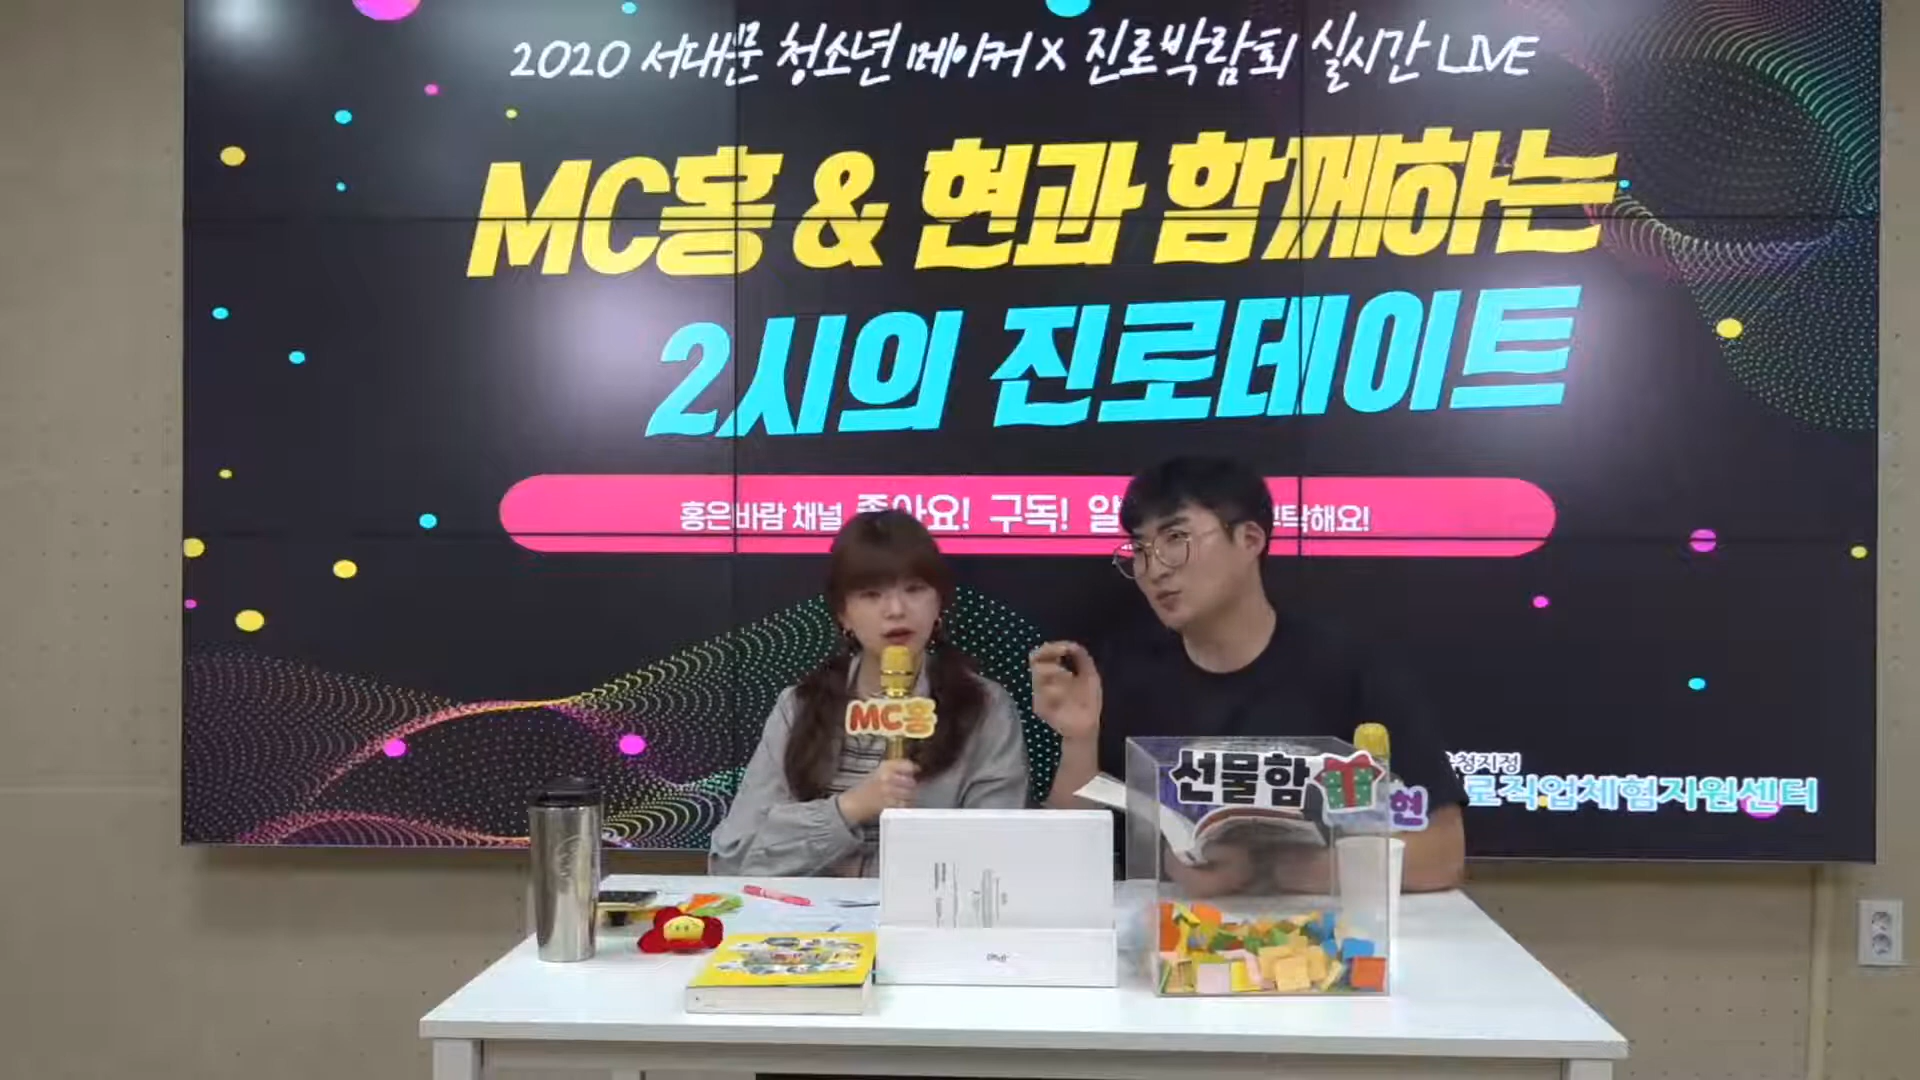 2020 서대문 청소년 메이커 X 진로박람회 실시간 LIVE
MC홍 & 현과 함께하는
2시의 진로데이트
홍은바람 채널 좋아요! 구독! 알 부탁해요!
MC홍
선물함
현
청지정
로직업체험지원센터